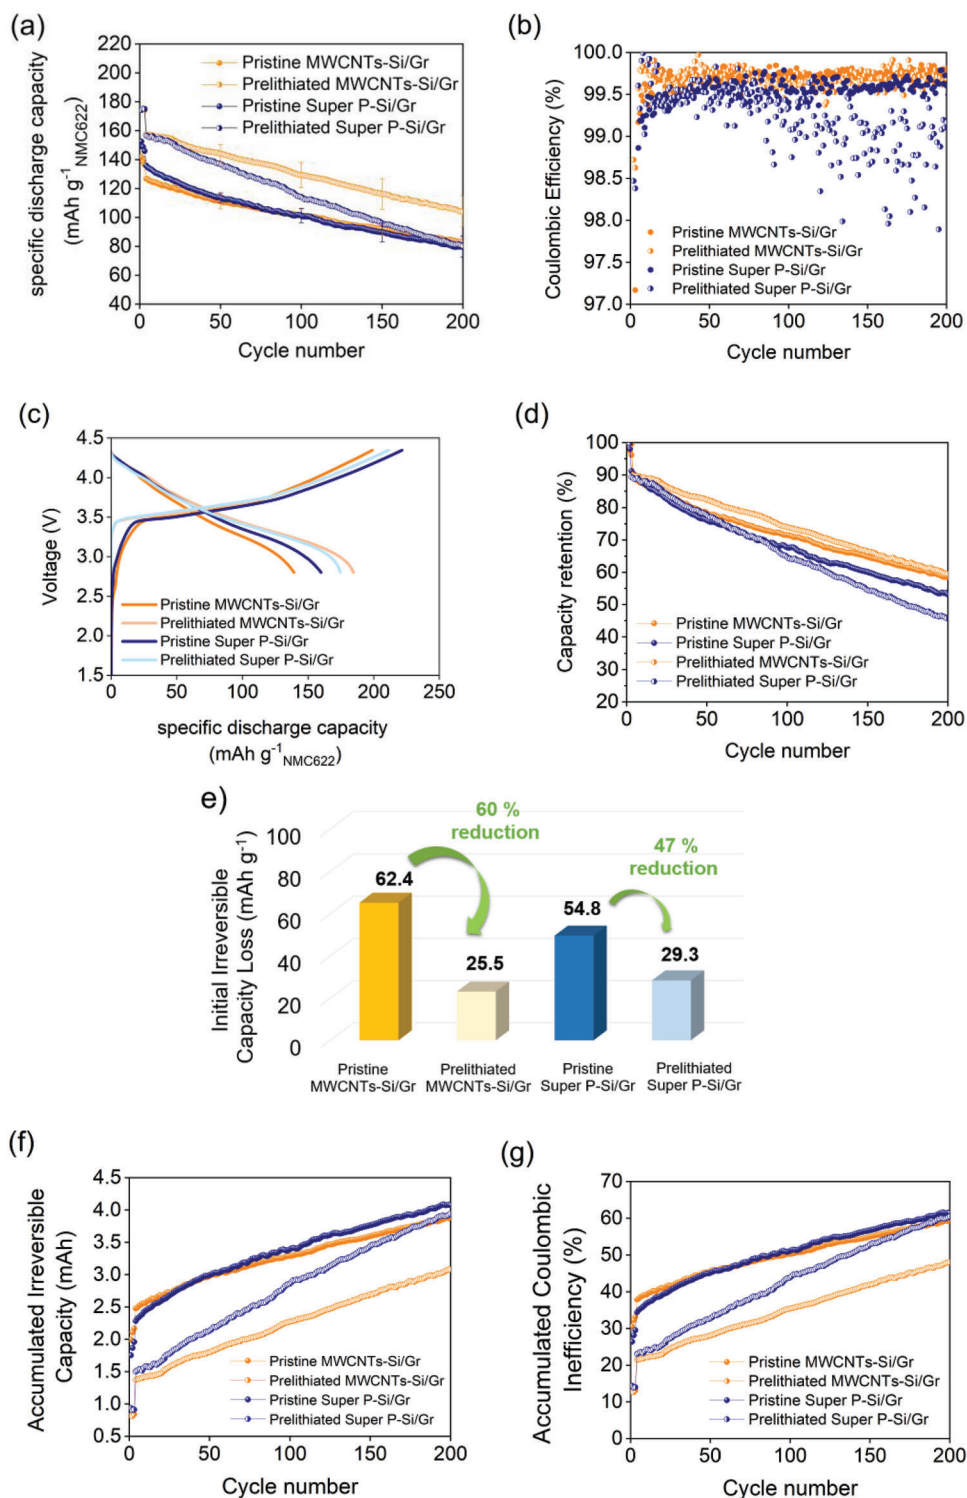 (a)
specific discharge capacity
(mAh g⁻¹NMC622)
220
200
180
160
140
120
100
80
60
40
Pristine MWCNTs-Si/Gr
Prelithiated MWCNTs-Si/Gr
Pristine Super P-Si/Gr
Prelithiated Super P-Si/Gr
0 50 100 150 200
Cycle number
(b)
Coulombic Efficiency (%)
100.0
99.5
99.0
98.5
98.0
97.5
97.0
Pristine MWCNTs-Si/Gr
Prelithiated MWCNTs-Si/Gr
Pristine Super P-Si/Gr
Prelithiated Super P-Si/Gr
0 50 100 150 200
Cycle number
(c)
Voltage (V)
4.5
4.0
3.5
3.0
2.5
2.0
1.5
Pristine MWCNTs-Si/Gr
Prelithiated MWCNTs-Si/Gr
Pristine Super P-Si/Gr
Prelithiated Super P-Si/Gr
0 50 100 150 200 250
specific discharge capacity
(mAh g⁻¹NMC622)
(d)
Capacity retention (%)
100
90
80
70
60
50
40
30
20
Pristine MWCNTs-Si/Gr
Pristine Super P-Si/Gr
Prelithiated MWCNTs-Si/Gr
Prelithiated Super P-Si/Gr
0 50 100 150 200
Cycle number
e)
Initial Irreversible
Capacity Loss (mAh g⁻¹)
100
80
60
40
20
0
60 %
reduction
47 %
reduction
62.4
25.5
54.8
29.3
Pristine
MWCNTs-Si/Gr
Prelithiated
MWCNTs-Si/Gr
Pristine
Super P-Si/Gr
Prelithiated
Super P-Si/Gr
(f)
Accumulated Irreversible
Capacity (mAh)
4.5
4.0
3.5
3.0
2.5
2.0
1.5
1.0
0.5
Pristine MWCNTs-Si/Gr
Prelithiated MWCNTs-Si/Gr
Pristine Super P-Si/Gr
Prelithiated Super P-Si/Gr
0 50 100 150 200
Cycle number
(g)
Accumulated Coulombic
Inefficiency (%)
70
60
50
40
30
20
10
0
Pristine MWCNTs-Si/Gr
Prelithiated MWCNTs-Si/Gr
Pristine Super P-Si/Gr
Prelithiated Super P-Si/Gr
0 50 100 150 200
Cycle number